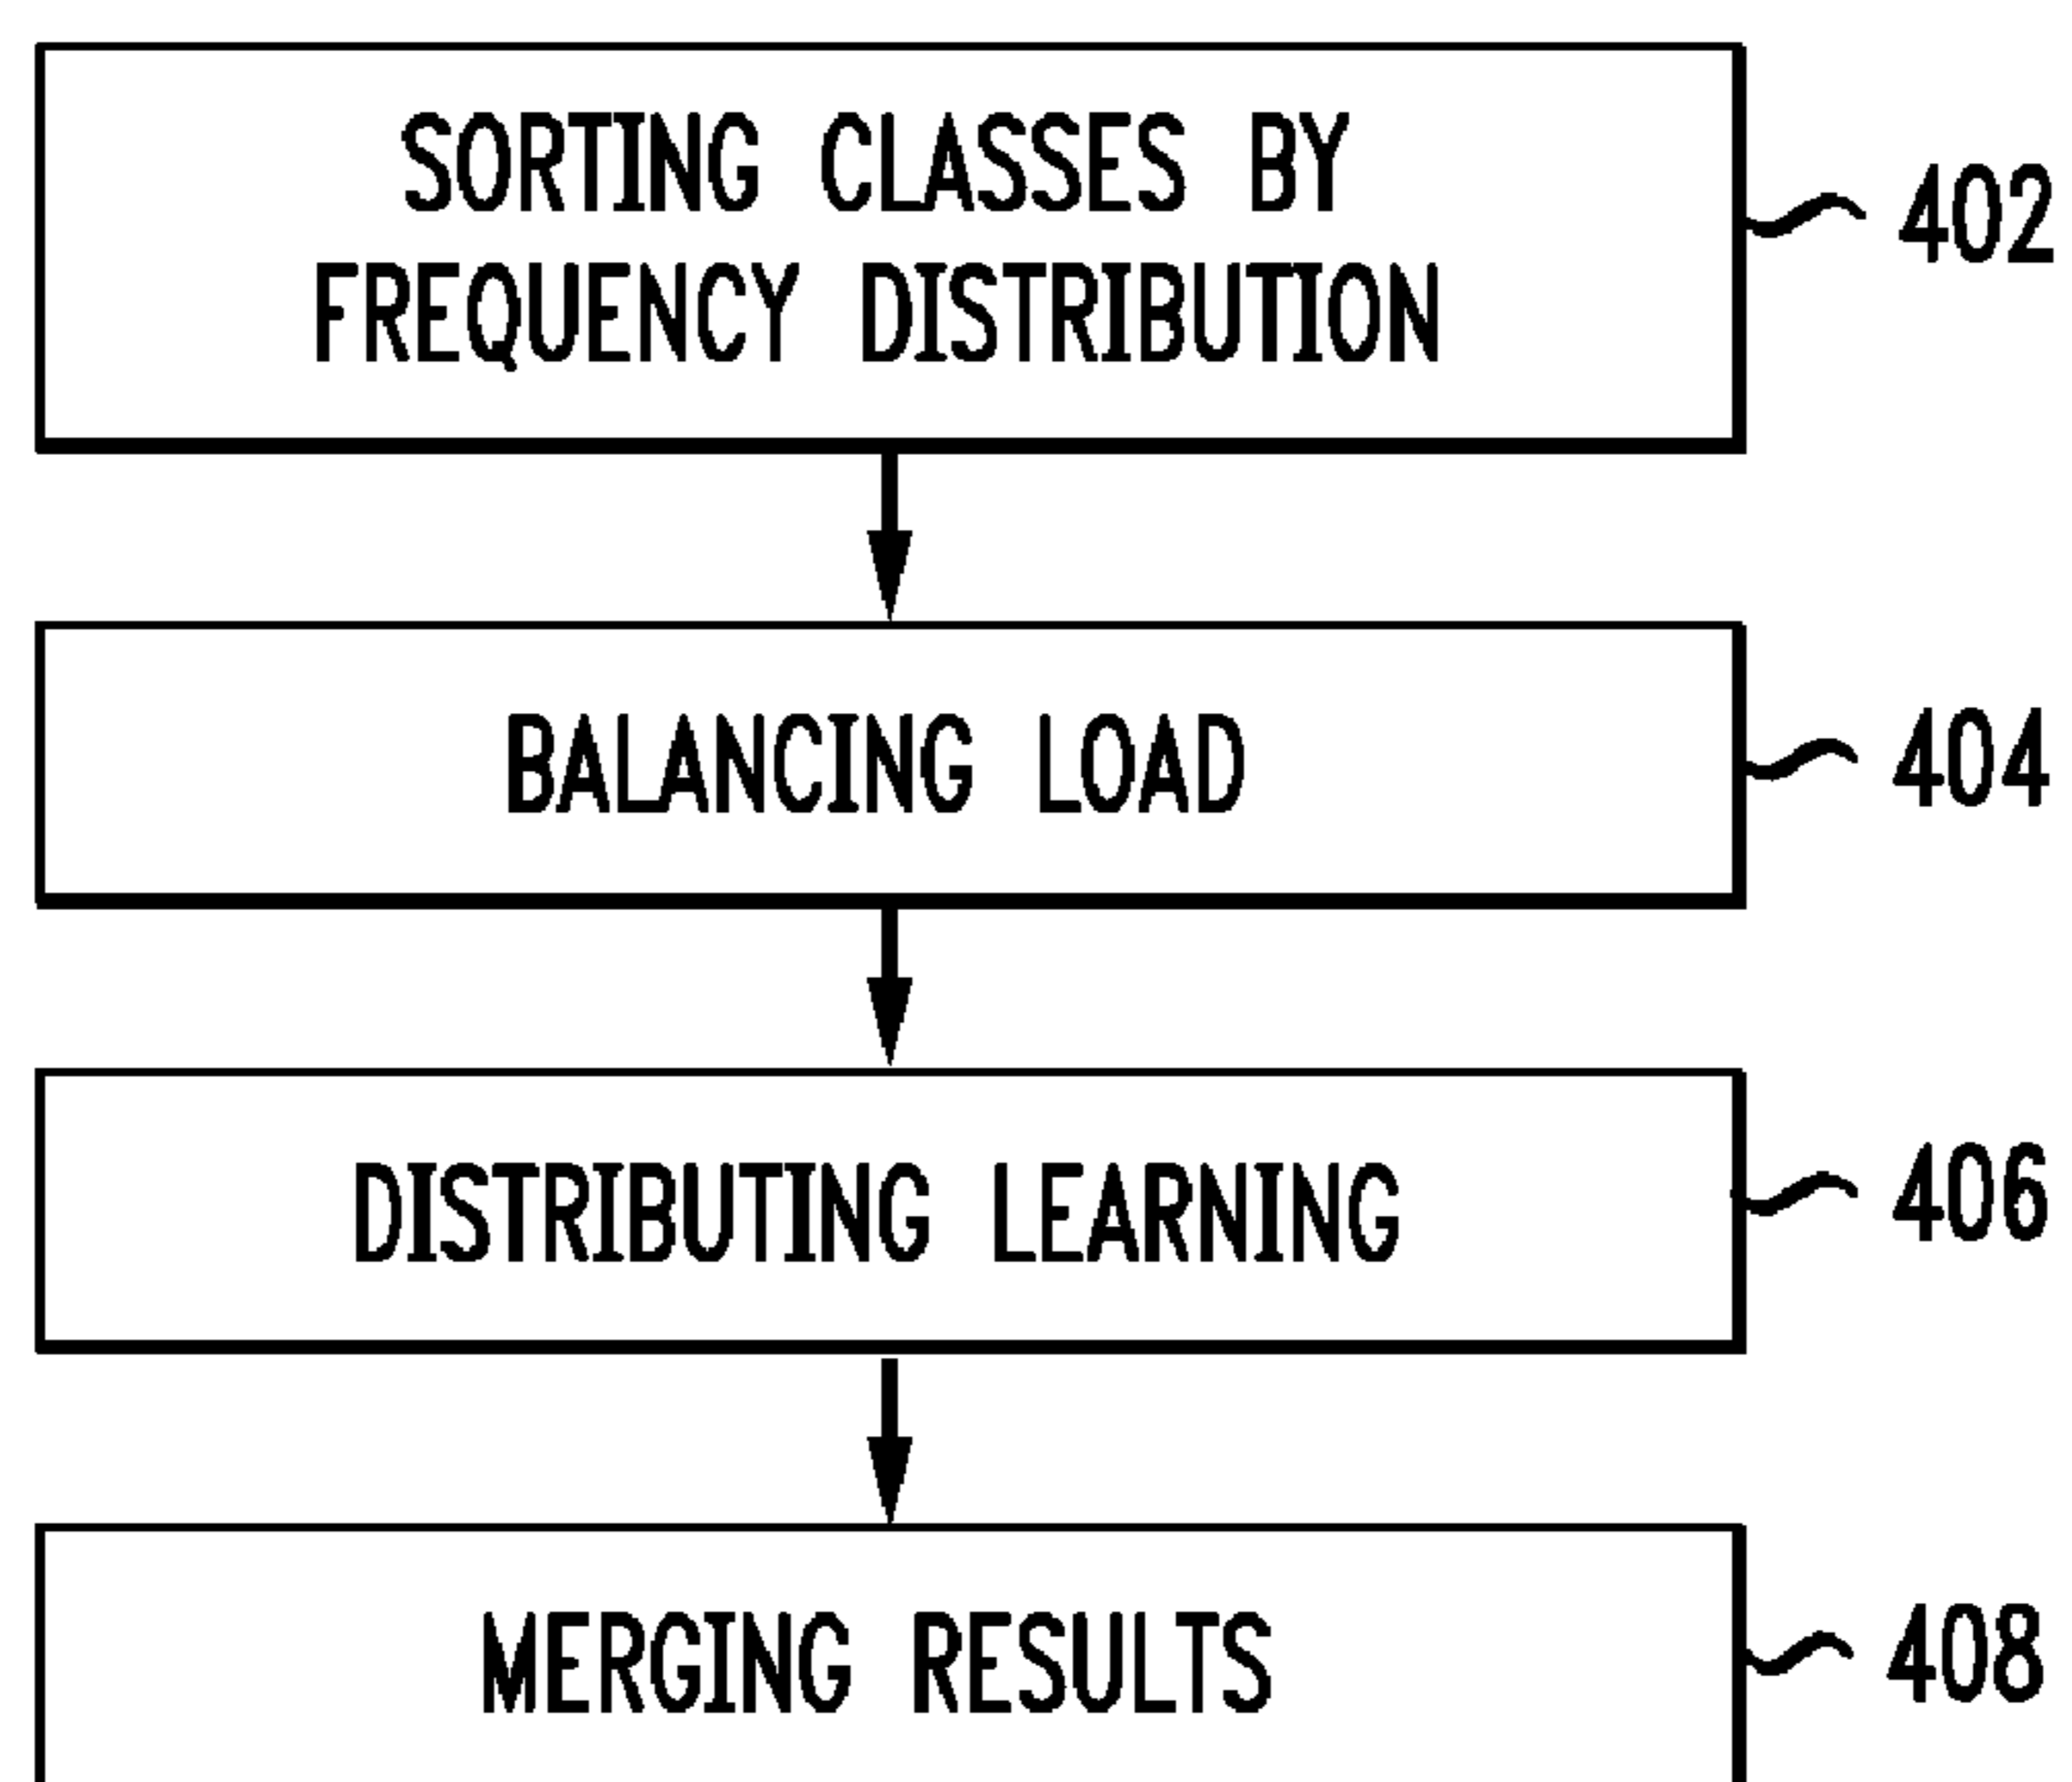 SORTING CLASSES BY
FREQUENCY DISTRIBUTION
402
BALANCING LOAD
404
DISTRIBUTING LEARNING
406
MERGING RESULTS
408